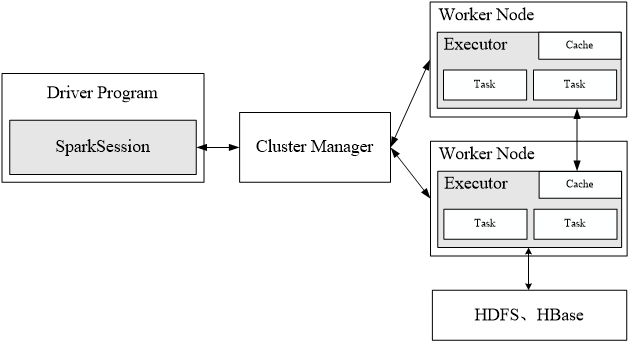 Driver Program
SparkSession
Cluster Manager
Worker Node
Executor
Cache
Task
Task
Worker Node
Executor
Cache
Task
Task
HDFS、HBase